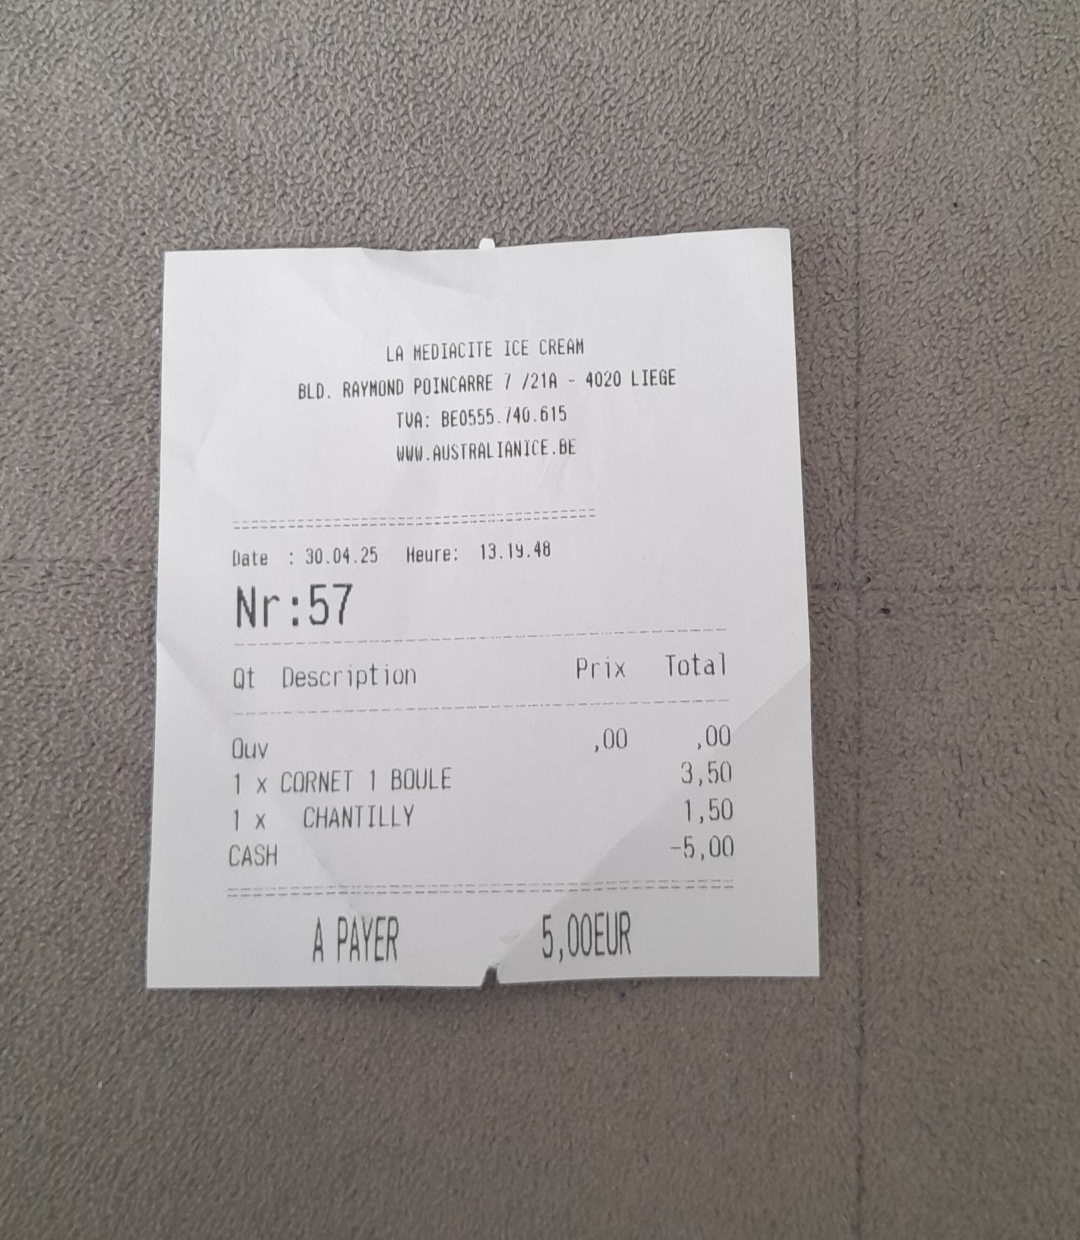 LA MEDIACITE ICE CREAM
BLD. RAYMOND POINCARRE 7 /21A - 4020 LIEGE
TVA: BE0555.740.615
WWW.AUSTRALIANICE.BE
Date : 30.04.25 Heure: 13.19.48
Nr:57
Qt Description Prix Total
Ouv ,00 ,00
1 x CORNET 1 BOULE 3,50
1 x CHANTILLY 1,50
CASH -5,00
A PAYER 5,00EUR